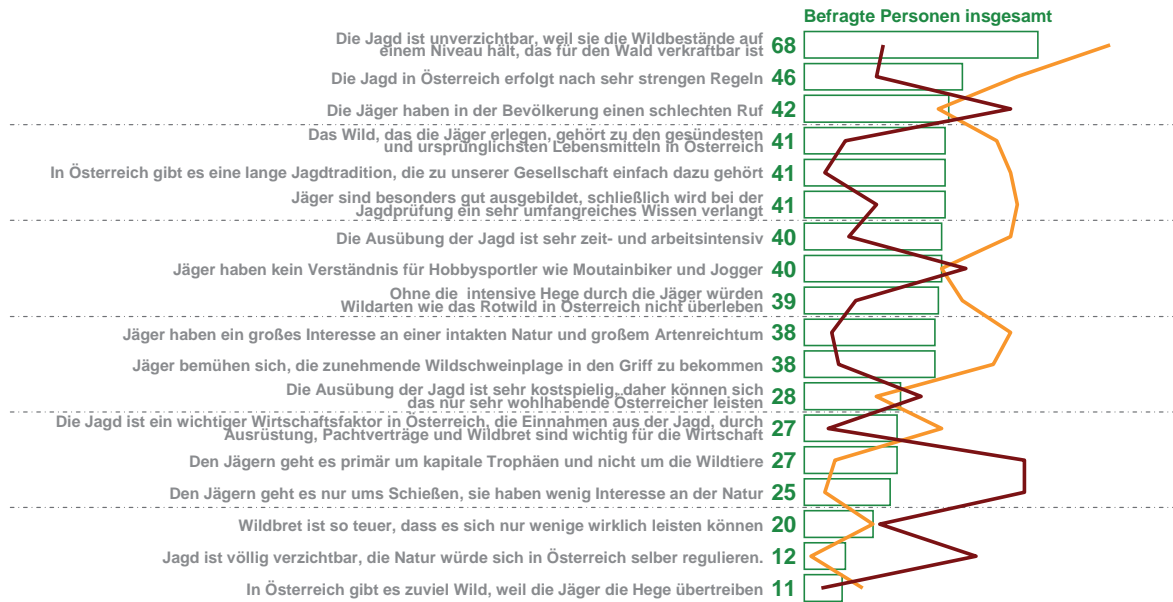 Befragte Personen insgesamt
Die Jagd ist unverzichtbar, weil sie die Wildbestände auf
einem Niveau hält, das für den Wald verkraftbar ist 68
Die Jagd in Österreich erfolgt nach sehr strengen Regeln 46
Die Jäger haben in der Bevölkerung einen schlechten Ruf 42
Das Wild, das die Jäger erlegen, gehört zu den gesündesten
und ursprünglichsten Lebensmitteln in Österreich 41
In Österreich gibt es eine lange Jagdtradition, die zu unserer Gesellschaft einfach dazu gehört 41
Jäger sind besonders gut ausgebildet, schließlich wird bei der
Jagdprüfung ein sehr umfangreiches Wissen verlangt 41
Die Ausübung der Jagd ist sehr zeit- und arbeitsintensiv 40
Jäger haben kein Verständnis für Hobbysportler wie Moutainbiker und Jogger 40
Ohne die intensive Hege durch die Jäger würden
Wildarten wie das Rotwild in Österreich nicht überleben 39
Jäger haben ein großes Interesse an einer intakten Natur und großem Artenreichtum 38
Jäger bemühen sich, die zunehmende Wildschweinplage in den Griff zu bekommen 38
Die Ausübung der Jagd ist sehr kostspielig, daher können sich
das nur sehr wohlhabende Österreicher leisten 28
Die Jagd ist ein wichtiger Wirtschaftsfaktor in Österreich, die Einnahmen aus der Jagd, durch
Ausrüstung, Pachtverträge und Wildbret sind wichtig für die Wirtschaft 27
Den Jägern geht es primär um kapitale Trophäen und nicht um die Wildtiere 27
Den Jägern geht es nur ums Schießen, sie haben wenig Interesse an der Natur 25
Wildbret ist so teuer, dass es sich nur wenige wirklich leisten können 20
Jagd ist völlig verzichtbar, die Natur würde sich in Österreich selber regulieren. 12
In Österreich gibt es zuviel Wild, weil die Jäger die Hege übertreiben 11